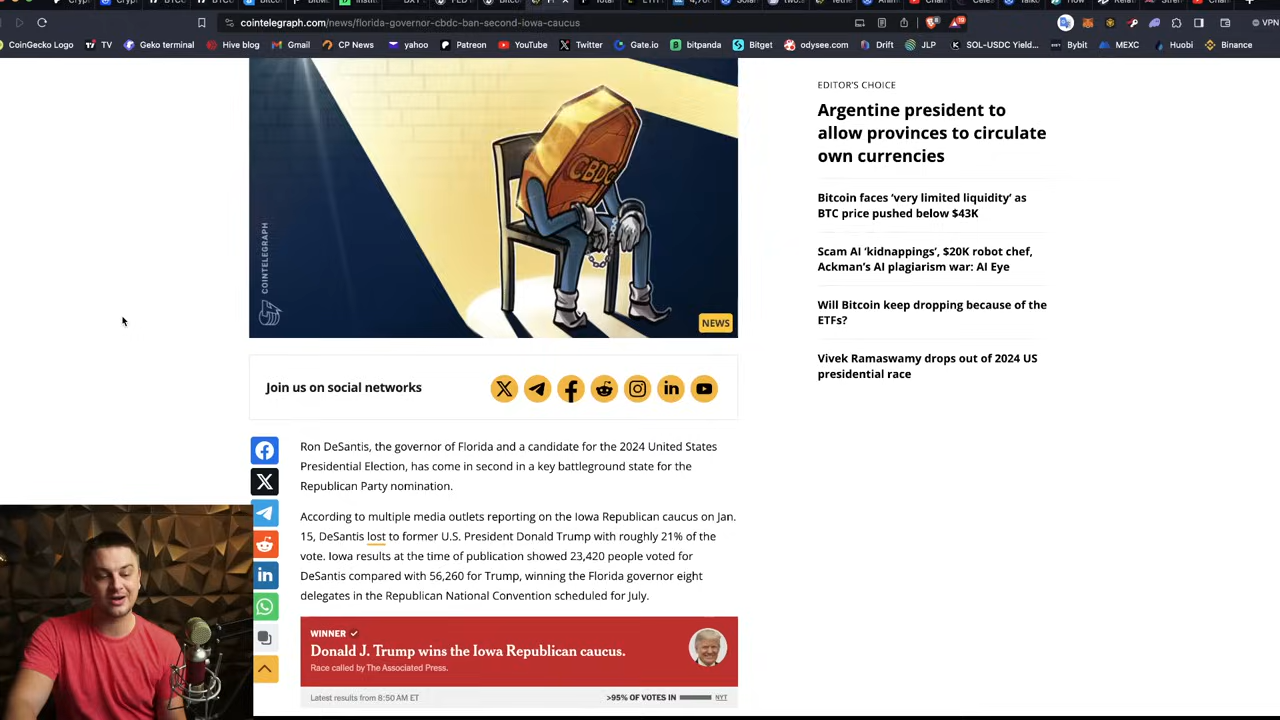 cointelegraph.com/news/florida-governor-cbdc-ban-second-iowa-caucus
VPN
CoinGecko Logo
TV
Geko terminal
Hive blog
Gmail
CP News
yahoo
Patreon
YouTube
Twitter
Gate.io
bitpanda
Bitget
odysee.com
Drift
JLP
SOL-USDC Yield...
Bybit
MEXC
Huobi
Binance
CBDC
COINTELEGRAPH
NEWS
Join us on social networks
Ron DeSantis, the governor of Florida and a candidate for the 2024 United States
Presidential Election, has come in second in a key battleground state for the
Republican Party nomination.
According to multiple media outlets reporting on the Iowa Republican caucus on Jan.
15, DeSantis lost to former U.S. President Donald Trump with roughly 21% of the
vote. Iowa results at the time of publication showed 23,420 people voted for
DeSantis compared with 56,260 for Trump, winning the Florida governor eight
delegates in the Republican National Convention scheduled for July.
WINNER
Donald J. Trump wins the Iowa Republican caucus.
Race called by The Associated Press.
Latest results from 8:50 AM ET
>95% OF VOTES IN
NYT
EDITOR'S CHOICE
Argentine president to
allow provinces to circulate
own currencies
Bitcoin faces ‘very limited liquidity’ as
BTC price pushed below $43K
Scam AI ‘kidnappings’, $20K robot chef,
Ackman’s AI plagiarism war: AI Eye
Will Bitcoin keep dropping because of the
ETFs?
Vivek Ramaswamy drops out of 2024 US
presidential race